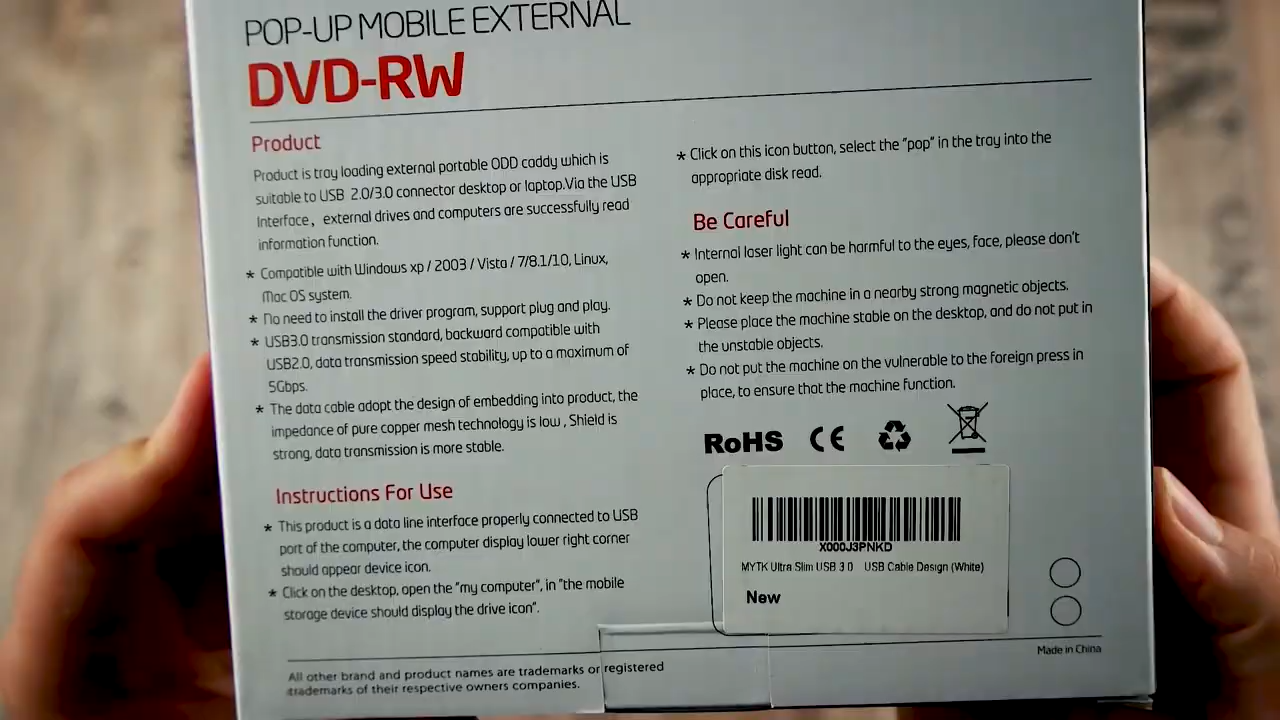 POP-UP MOBILE EXTERNAL
DVD-RW
Product
Product is tray loading external portable ODD caddy which is
suitable to USB 2.0/3.0 connector desktop or laptop.Via the USB
Interface, external drives and computers are successfully read
information function.
* Compatible with Windows xp / 2003 / Vista / 7/8.1/10, Linux,
Mac OS system.
* No need to install the driver program, support plug and play.
* USB3.0 transmission standard, backward compatible with
USB2.0, data transmission speed stability, up to a maximum of
5Gbps.
* The data cable adopt the design of embedding into product, the
impedance of pure copper mesh technology is low , Shield is
strong, data transmission is more stable.
Instructions For Use
* This product is a data line interface properly connected to USB
port of the computer, the computer display lower right corner
should appear device icon.
* Click on the desktop, open the "my computer", in "the mobile
storage device should display the drive icon".
* Click on this icon button, select the "pop" in the tray into the
appropriate disk read.
Be Careful
* Internal laser light can be harmful to the eyes, face, please don't
open.
* Do not keep the machine in a nearby strong magnetic objects.
* Please place the machine stable on the desktop, and do not put in
the unstable objects.
* Do not put the machine on the vulnerable to the foreign press in
place, to ensure that the machine function.
RoHS CE
X000J3PNKD
MYTK Ultra Slim USB 3.0 USB Cable Design (White)
New
Made in China
All other brand and product names are trademarks or registered
trademarks of their respective owners companies.